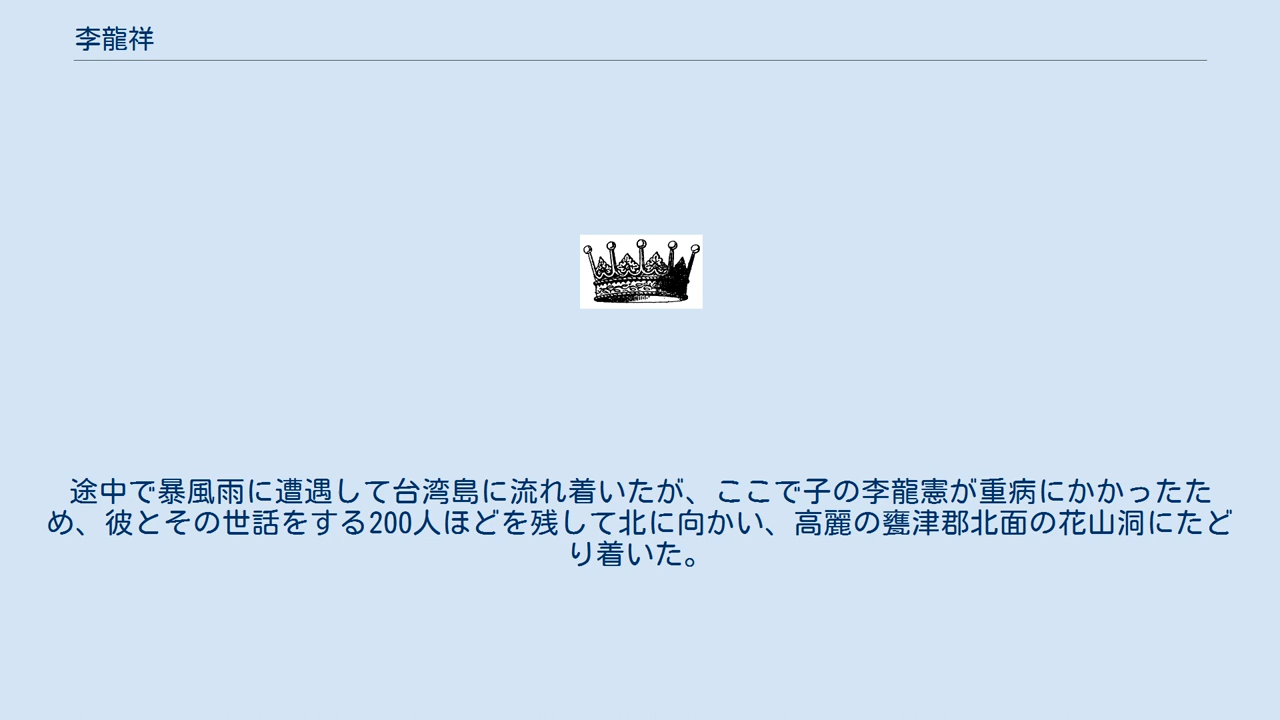 李龍祥
途中で暴風雨に遭遇して台湾島に流れ着いたが、ここで子の李龍憲が重病にかかったた
め、彼とその世話をする200人ほどを残して北に向かい、高麗の甕津郡北面の花山洞にたど
り着いた。